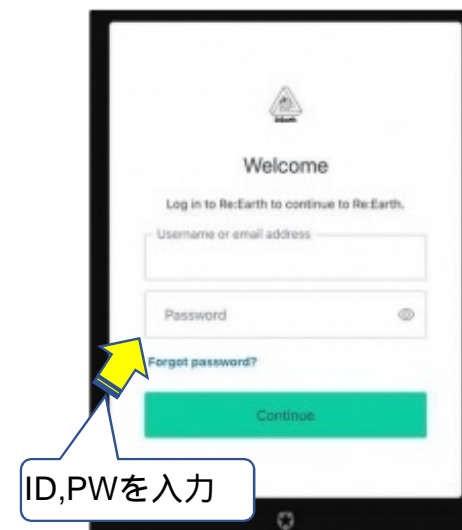 Welcome
Log in to Re:Earth to continue to Re:Earth.
Username or email address
Password
Forgot password?
Continue
ID,PWを入力